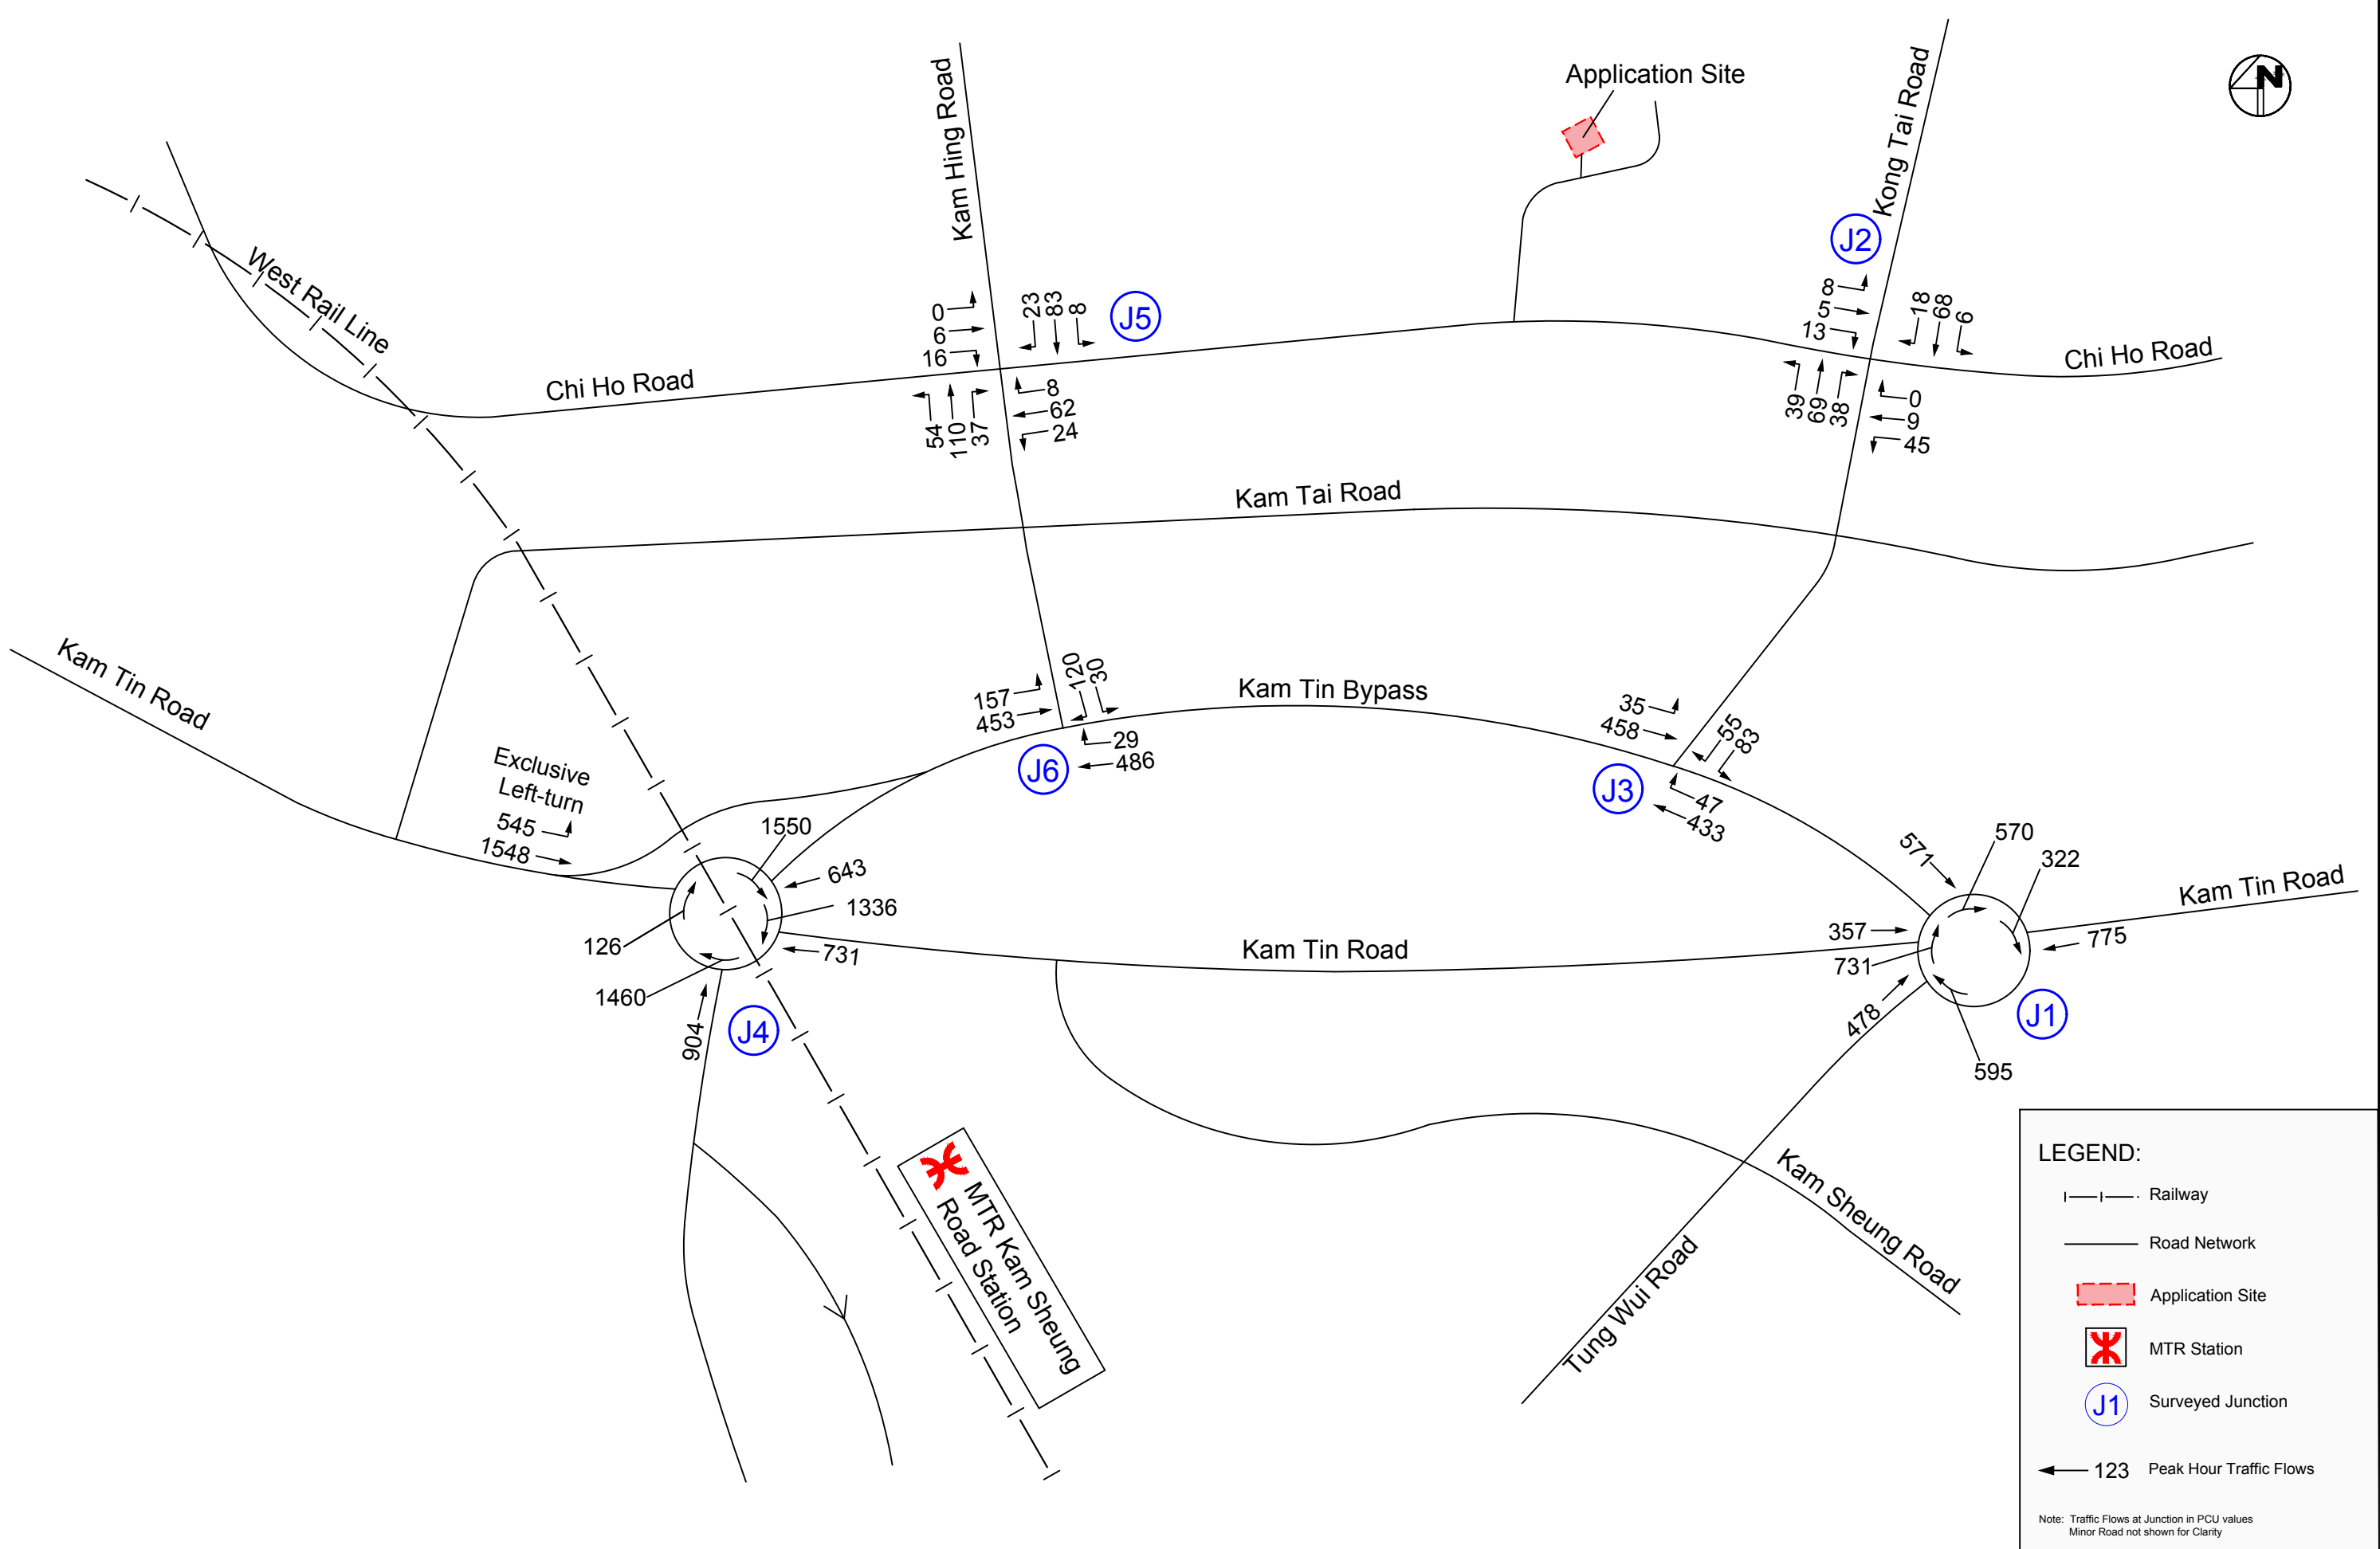 Application Site
N
Kam Hing Road
Kong Tai Road
J2
West Rail Line
8
5
13
18
68
6
0
6
16
23
83
8
J5
Chi Ho Road
Chi Ho Road
54
110
37
8
62
24
39
69
38
0
9
45
Kam Tai Road
Kam Tin Road
157
453
120
30
Kam Tin Bypass
29
486
J6
35
458
55
83
J3
47
433
Exclusive
Left-turn
545
1548
1550
643
1336
126
731
1460
904
J4
Kam Tin Road
571
570
322
Kam Tin Road
357
731
775
478
J1
595
MTR Kam Sheung
Road Station
Kam Sheung Road
Tung Wui Road
LEGEND:
Railway
Road Network
Application Site
MTR Station
J1 Surveyed Junction
123 Peak Hour Traffic Flows
Note: Traffic Flows at Junction in PCU values
Minor Road not shown for Clarity